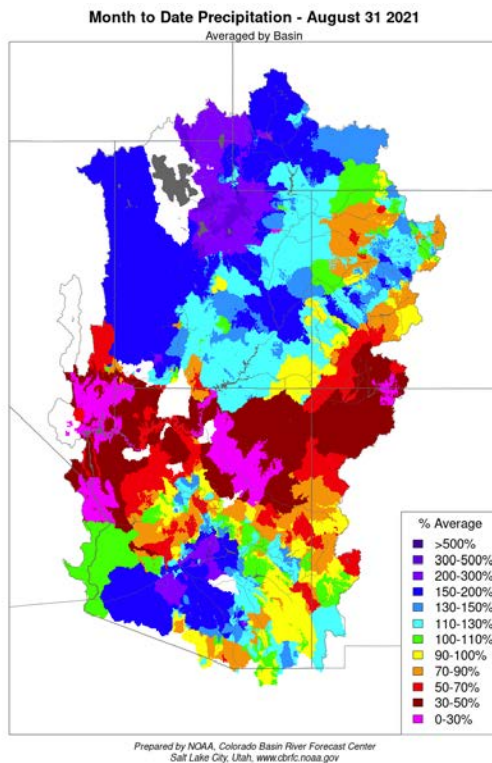 Month to Date Precipitation - August 31 2021
Averaged by Basin
% Average
>500%
300-500%
200-300%
150-200%
130-150%
110-130%
100-110%
90-100%
70-90%
50-70%
30-50%
0-30%
Prepared by NOAA, Colorado Basin River Forecast Center
Salt Lake City, Utah, www.cbrfc.noaa.gov